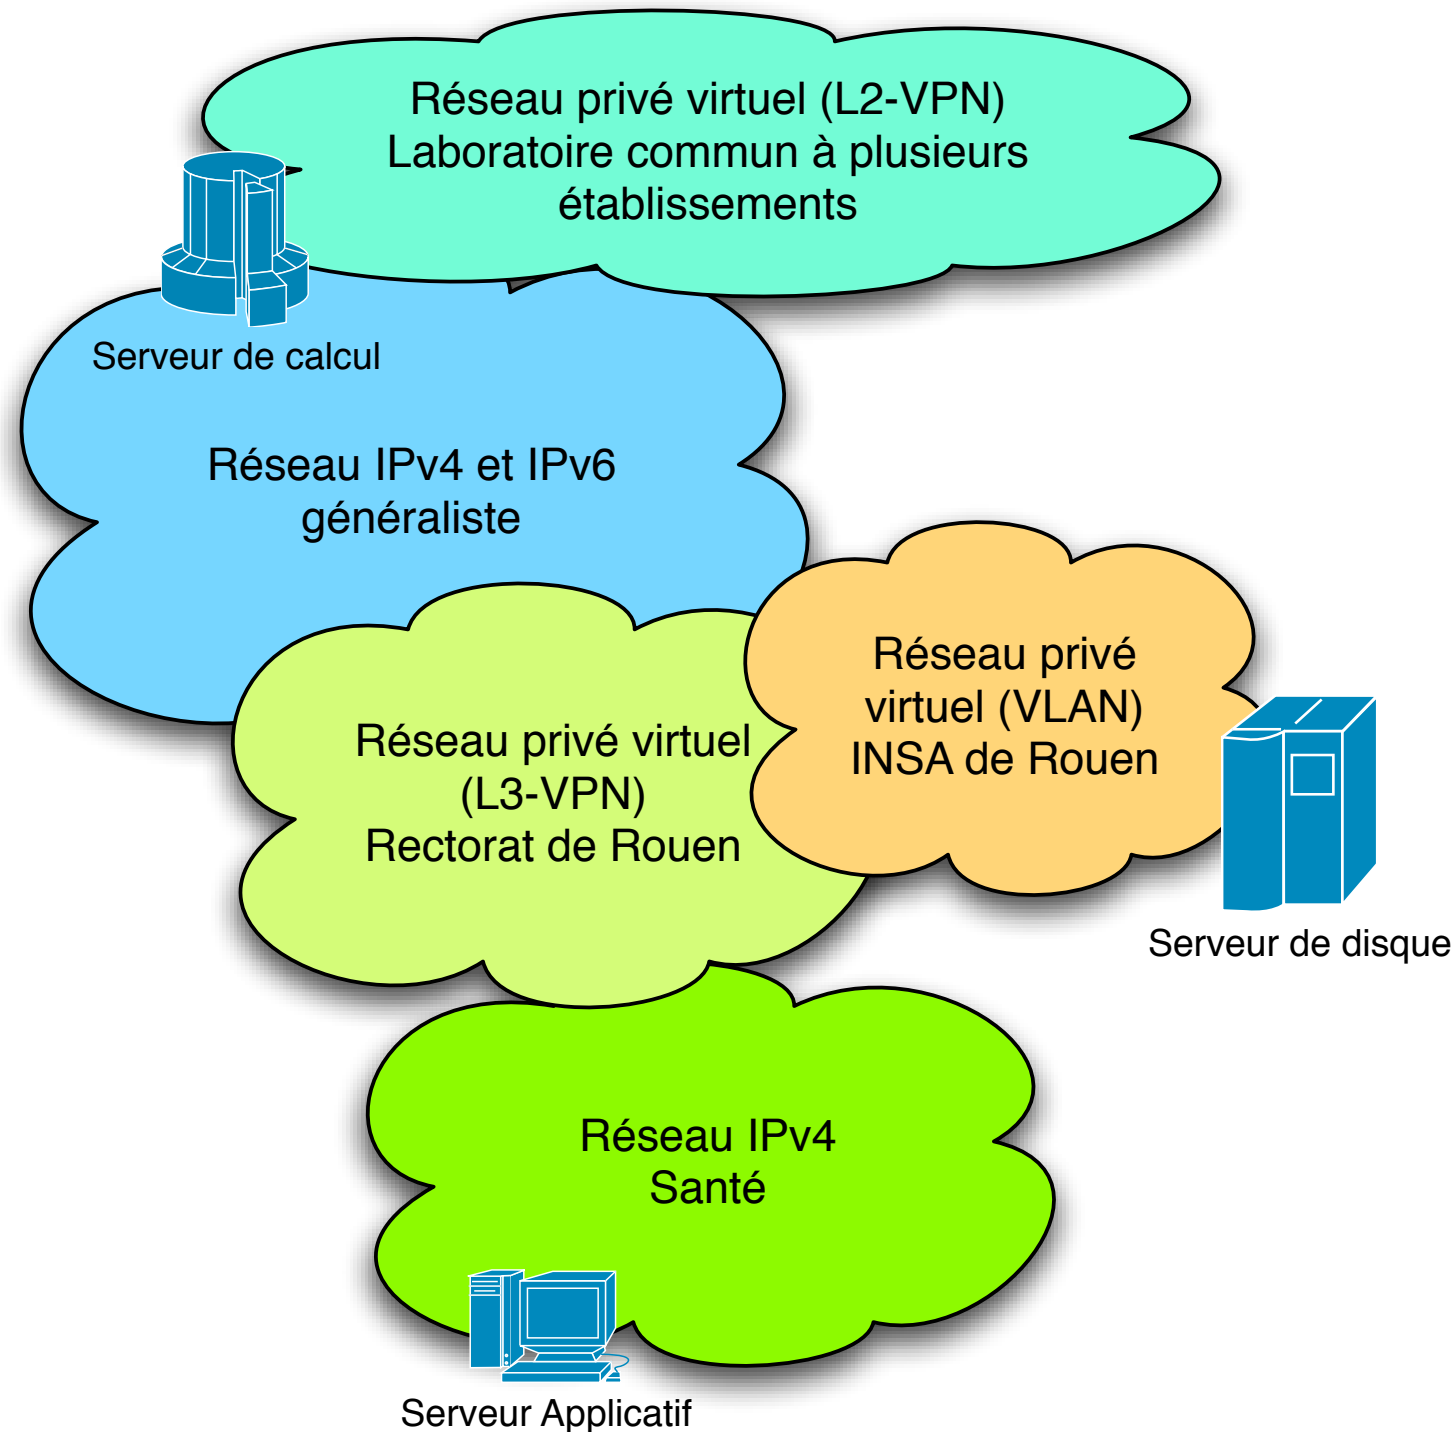 Réseau privé virtuel (L2-VPN)
Laboratoire commun à plusieurs
établissements
Serveur de calcul
Réseau IPv4 et IPv6
généraliste
Réseau privé
virtuel (VLAN)
INSA de Rouen
Réseau privé virtuel
(L3-VPN)
Rectorat de Rouen
Serveur de disque
Réseau IPv4
Santé
Serveur Applicatif